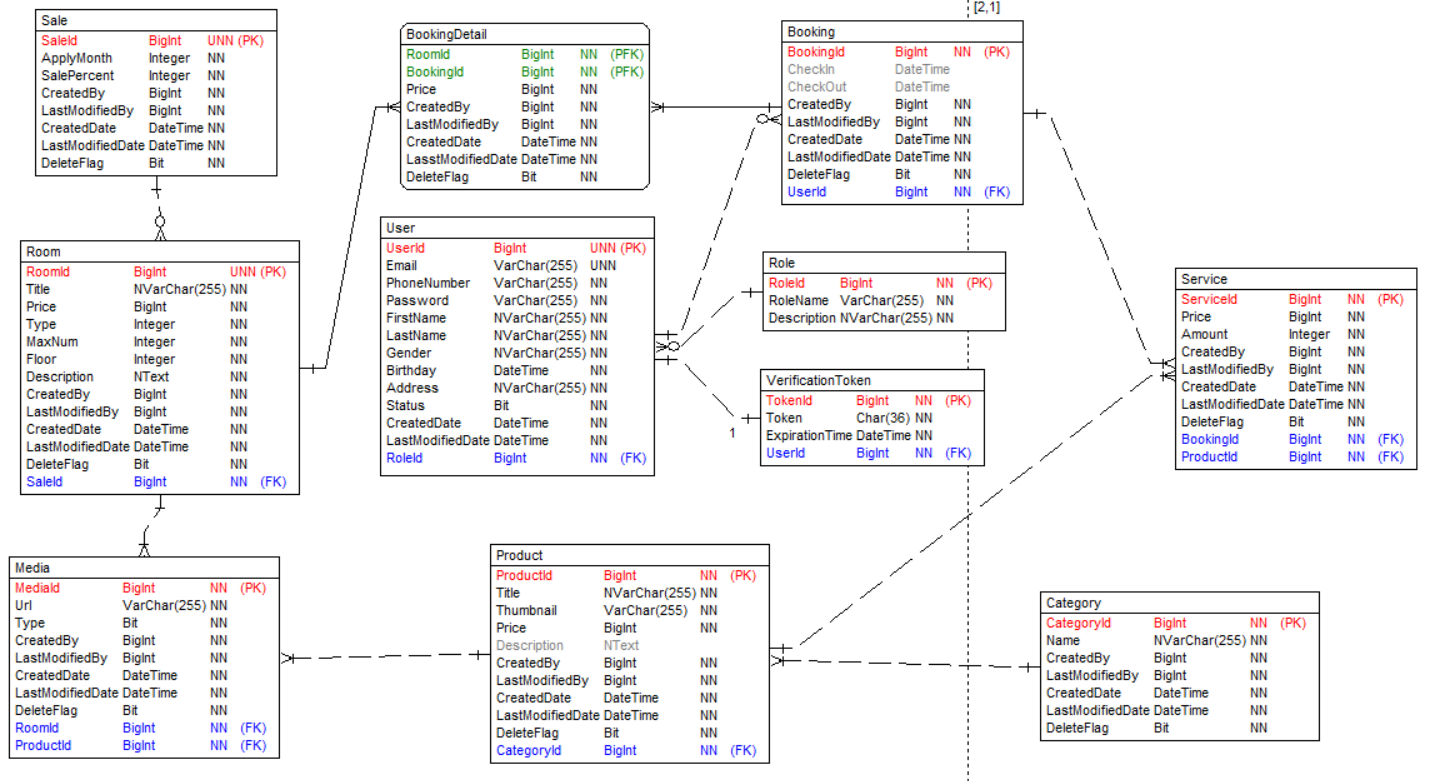 [2,1]
Sale
SaleId BigInt UNN (PK)
ApplyMonth Integer NN
SalePercent Integer NN
CreatedBy BigInt NN
LastModifiedBy BigInt NN
CreatedDate DateTime NN
LastModifiedDate DateTime NN
DeleteFlag Bit NN
BookingDetail
RoomId BigInt NN (PFK)
BookingId BigInt NN (PFK)
Price BigInt NN
CreatedBy BigInt NN
LastModifiedBy BigInt NN
CreatedDate DateTime NN
LasstModifiedDate DateTime NN
DeleteFlag Bit NN
Booking
BookingId BigInt NN (PK)
CheckIn DateTime
CheckOut DateTime
CreatedBy BigInt NN
LastModifiedBy BigInt NN
CreatedDate DateTime NN
LastModifiedDate DateTime NN
DeleteFlag Bit NN
UserId BigInt NN (FK)
Room
RoomId BigInt UNN (PK)
Title NVarChar(255) NN
Price BigInt NN
Type Integer NN
MaxNum Integer NN
Floor Integer NN
Description NText NN
CreatedBy BigInt NN
LastModifiedBy BigInt NN
CreatedDate DateTime NN
LastModifiedDate DateTime NN
DeleteFlag Bit NN
SaleId BigInt NN (FK)
User
UserId BigInt UNN (PK)
Email VarChar(255) UNN
PhoneNumber VarChar(255) NN
Password VarChar(255) NN
FirstName NVarChar(255) NN
LastName NVarChar(255) NN
Gender NVarChar(255) NN
Birthday DateTime NN
Address NVarChar(255) NN
Status Bit NN
CreatedDate DateTime NN
LastModifiedDate DateTime NN
RoleId BigInt NN (FK)
Role
RoleId BigInt NN (PK)
RoleName VarChar(255) NN
Description NVarChar(255) NN
VerificationToken
TokenId BigInt NN (PK)
Token Char(36) NN
ExpirationTime DateTime NN
UserId BigInt NN (FK)
1
Service
ServiceId BigInt NN (PK)
Price BigInt NN
Amount Integer NN
CreatedBy BigInt NN
LastModifiedBy BigInt NN
CreatedDate DateTime NN
LastModifiedDate DateTime NN
DeleteFlag Bit NN
BookingId BigInt NN (FK)
ProductId BigInt NN (FK)
Media
MediaId BigInt NN (PK)
Url VarChar(255) NN
Type Bit NN
CreatedBy BigInt NN
LastModifiedBy BigInt NN
CreatedDate DateTime NN
LastModifiedDate DateTime NN
DeleteFlag Bit NN
RoomId BigInt NN (FK)
ProductId BigInt NN (FK)
Product
ProductId BigInt NN (PK)
Title NVarChar(255) NN
Thumbnail VarChar(255) NN
Price BigInt NN
Description NText
CreatedBy BigInt NN
LastModifiedBy BigInt NN
CreatedDate DateTime NN
LastModifiedDate DateTime NN
DeleteFlag Bit NN
CategoryId BigInt NN (FK)
Category
CategoryId BigInt NN (PK)
Name NVarChar(255) NN
CreatedBy BigInt NN
LastModifiedBy BigInt NN
CreatedDate DateTime NN
LastModifiedDate DateTime NN
DeleteFlag Bit NN